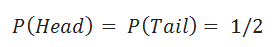 P(Head) = P(Tail) = 1/2